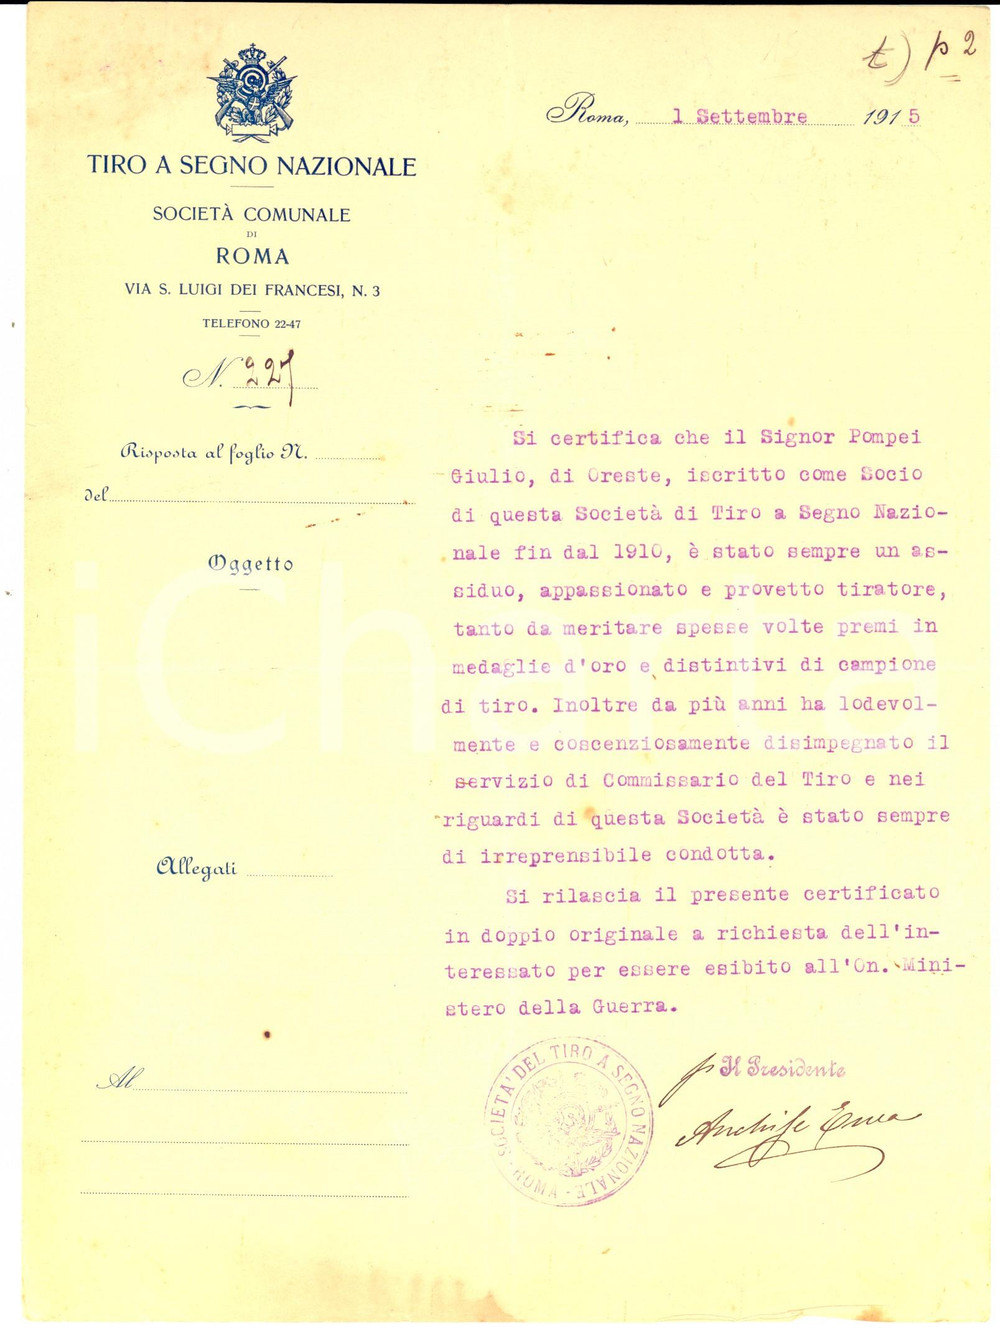 t) p 2
Roma, 1 Settembre 1915
TIRO A SEGNO NAZIONALE
SOCIETÀ COMUNALE
DI
ROMA
VIA S. LUIGI DEI FRANCESI, N. 3
TELEFONO 22-47
N. 227
Risposta al foglio N.
del
Oggetto
Allegati
Al
Si certifica che il Signor Pompei
Giulio, di Oreste, iscritto come Socio
di questa Società di Tiro a Segno Nazio-
nale fin dal 1910, è stato sempre un as-
siduo, appassionato e provetto tiratore,
tanto da meritare spesse volte premi in
medaglie d'oro e distintivi di campione
di tiro. Inoltre da più anni ha lodevol-
mente e coscenziosamente disimpegnato il
servizio di Commissario del Tiro e nei
riguardi di questa Società è stato sempre
di irreprensibile condotta.
Si rilascia il presente certificato
in doppio originale a richiesta dell'in-
teressato per essere esibito all'On. Mini-
stero della Guerra.
SOCIETA' DEL TIRO A SEGNO NAZIONALE - ROMA -
p Il Presidente
Anchise
iCharta